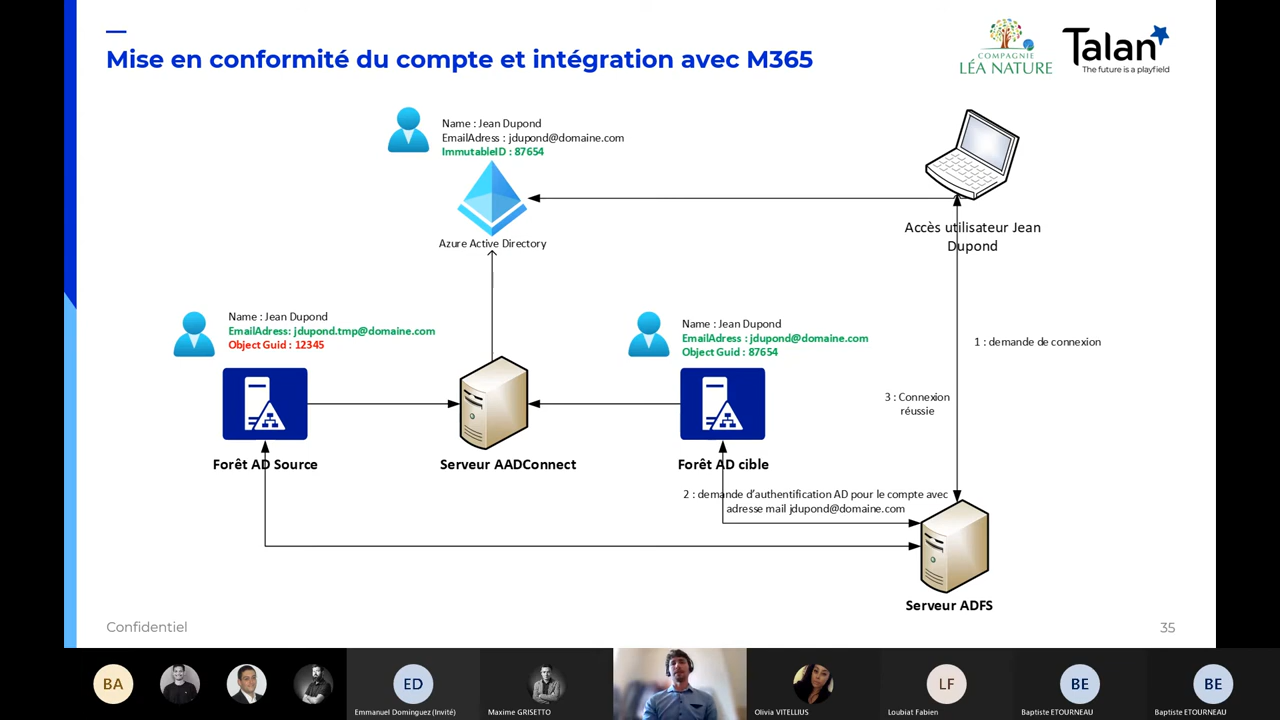 Mise en conformité du compte et intégration avec M365
COMPAGNIE
LÉA NATURE
Talan
The future is a playfield
Name : Jean Dupond
EmailAdress : jdupond@domaine.com
ImmutableID : 87654
Azure Active Directory
Accès utilisateur Jean
Dupond
Name : Jean Dupond
EmailAdress: jdupond.tmp@domaine.com
Object Guid : 12345
Name : Jean Dupond
EmailAdress : jdupond@domaine.com
Object Guid : 87654
1 : demande de connexion
3 : Connexion
réussie
Forêt AD Source
Serveur AADConnect
Forêt AD cible
2 : demande d’authentification AD pour le compte avec
adresse mail jdupond@domaine.com
Serveur ADFS
Confidentiel
35
BA
ED
LF
BE
BE
Emmanuel Dominguez (Invité)
Maxime GRISETTO
Olivia VITELLIUS
Loubiat Fabien
Baptiste ETOURNEAU
Baptiste ETOURNEAU